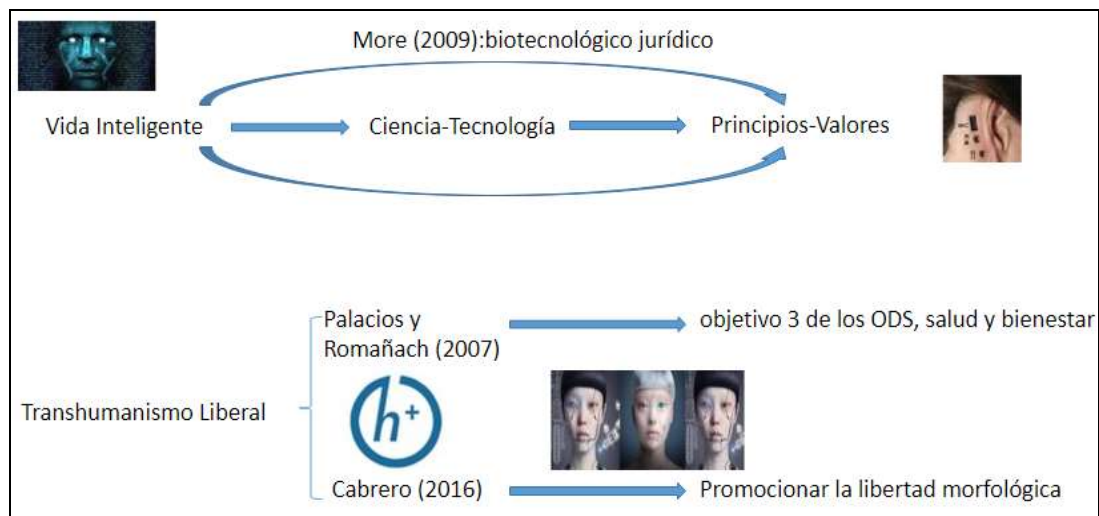 More (2009):biotecnológico jurídico
Vida Inteligente
Ciencia-Tecnología
Principios-Valores
Palacios y
Romañach (2007)
objetivo 3 de los ODS, salud y bienestar
Transhumanismo Liberal
h+
Cabrero (2016)
Promocionar la libertad morfológica